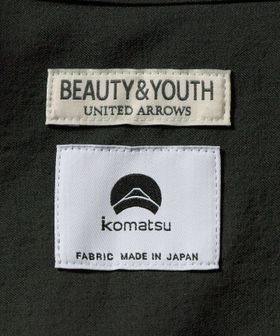 BEAUTY&YOUTH
UNITED ARROWS
komatsu
FABRIC MADE IN JAPAN